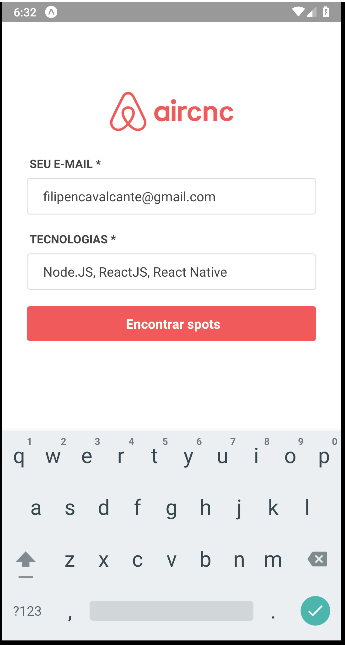 6:32
aircnc
SEU E-MAIL *
filipencavalcante@gmail.com
TECNOLOGIAS *
Node.JS, ReactJS, React Native
Encontrar spots
1 2 3 4 5 6 7 8 9 0
q w e r t y u i o p
a s d f g h j k l
z x c v b n m
?123 , .